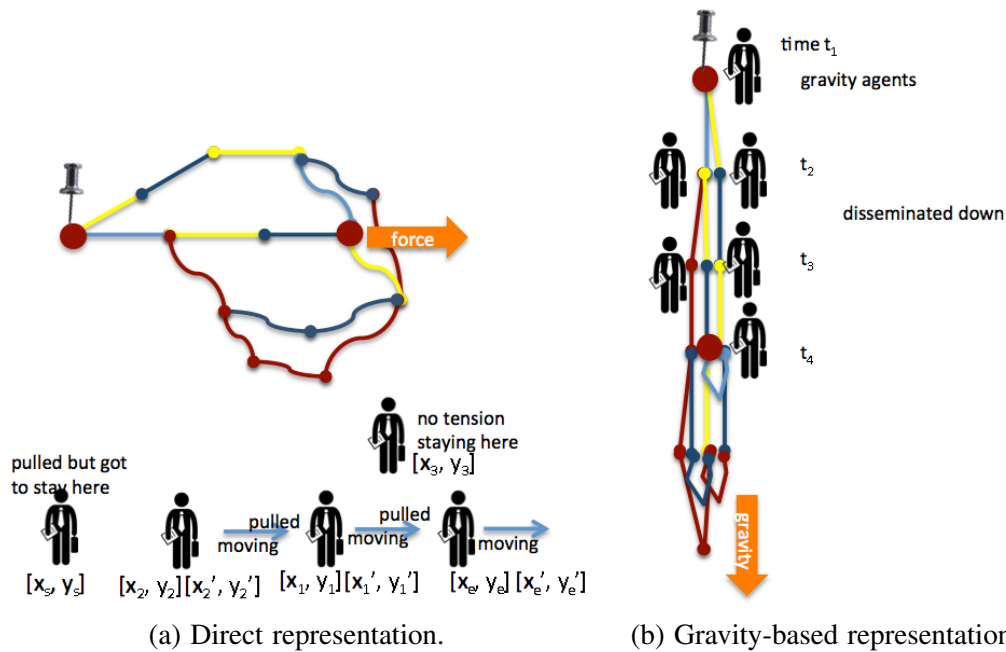 force
no tension
staying here
[x₃, y₃]
pulled but got
to stay here
pulled
moving
pulled
moving
moving
[xₛ, yₛ]
[x₂, y₂][x₂', y₂']
[x₁, y₁][x₁', y₁']
[xₑ, yₑ] [xₑ', yₑ']
(a) Direct representation.
time t₁
gravity agents
t₂
disseminated down
t₃
t₄
gravity
(b) Gravity-based representation